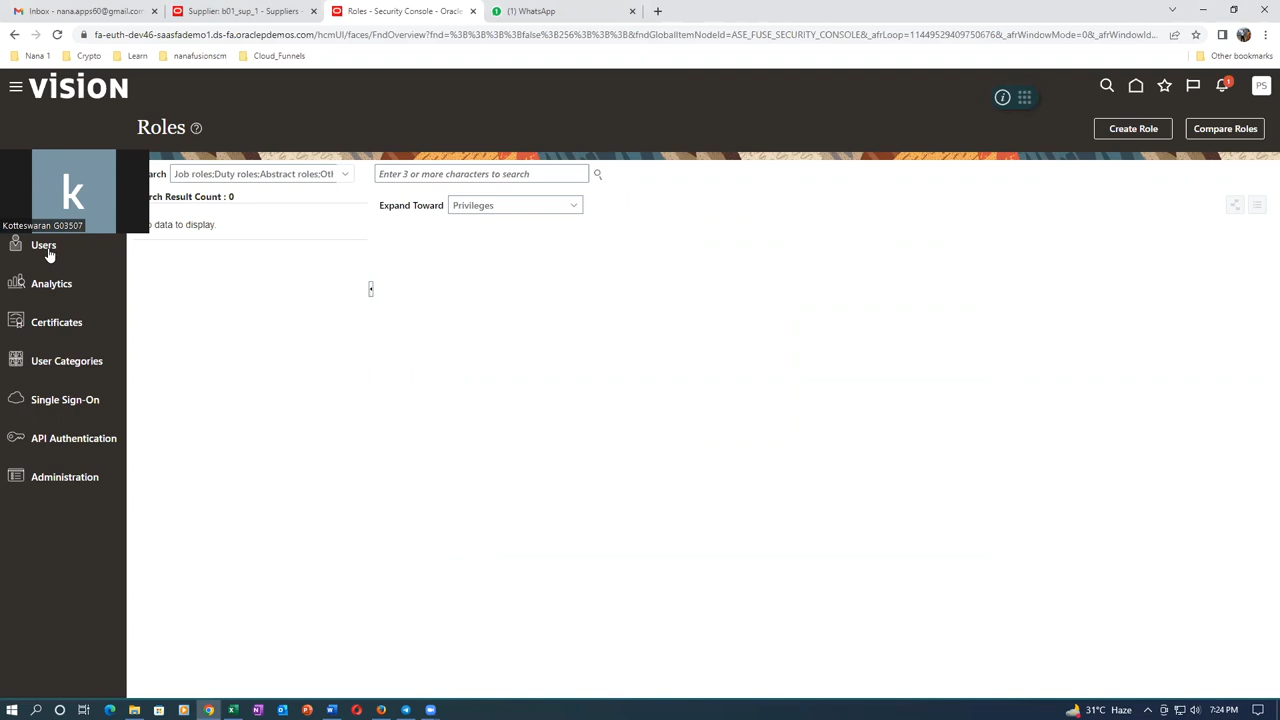 Inbox - nana.apps60@gmail.com
Supplier: b01_sup_1 - Suppliers -
Roles - Security Console - Oracle
(1) WhatsApp
fa-euth-dev46-saasfademo1.ds-fa.oraclepdemos.com/hcmUI/faces/FndOverview?fnd=%3B%3B%3B%3Bfalse%3B256%3B%3B%3B&fndGlobalItemNodeId=ASE_FUSE_SECURITY_CONSOLE&_afrLoop=11449529409750676&_afrWindowMode=0&_afrWindowId...
Nana 1
Crypto
Learn
nanafusionscm
Cloud_Funnels
Other bookmarks
VISION
1
PS
Roles
Create Role
Compare Roles
arch
Job roles;Duty roles;Abstract roles;Otl
Enter 3 or more characters to search
rch Result Count : 0
Expand Toward
Privileges
k
Kotteswaran G03507
o data to display.
Users
Analytics
Certificates
User Categories
Single Sign-On
API Authentication
Administration
31°C Haze
7:24 PM